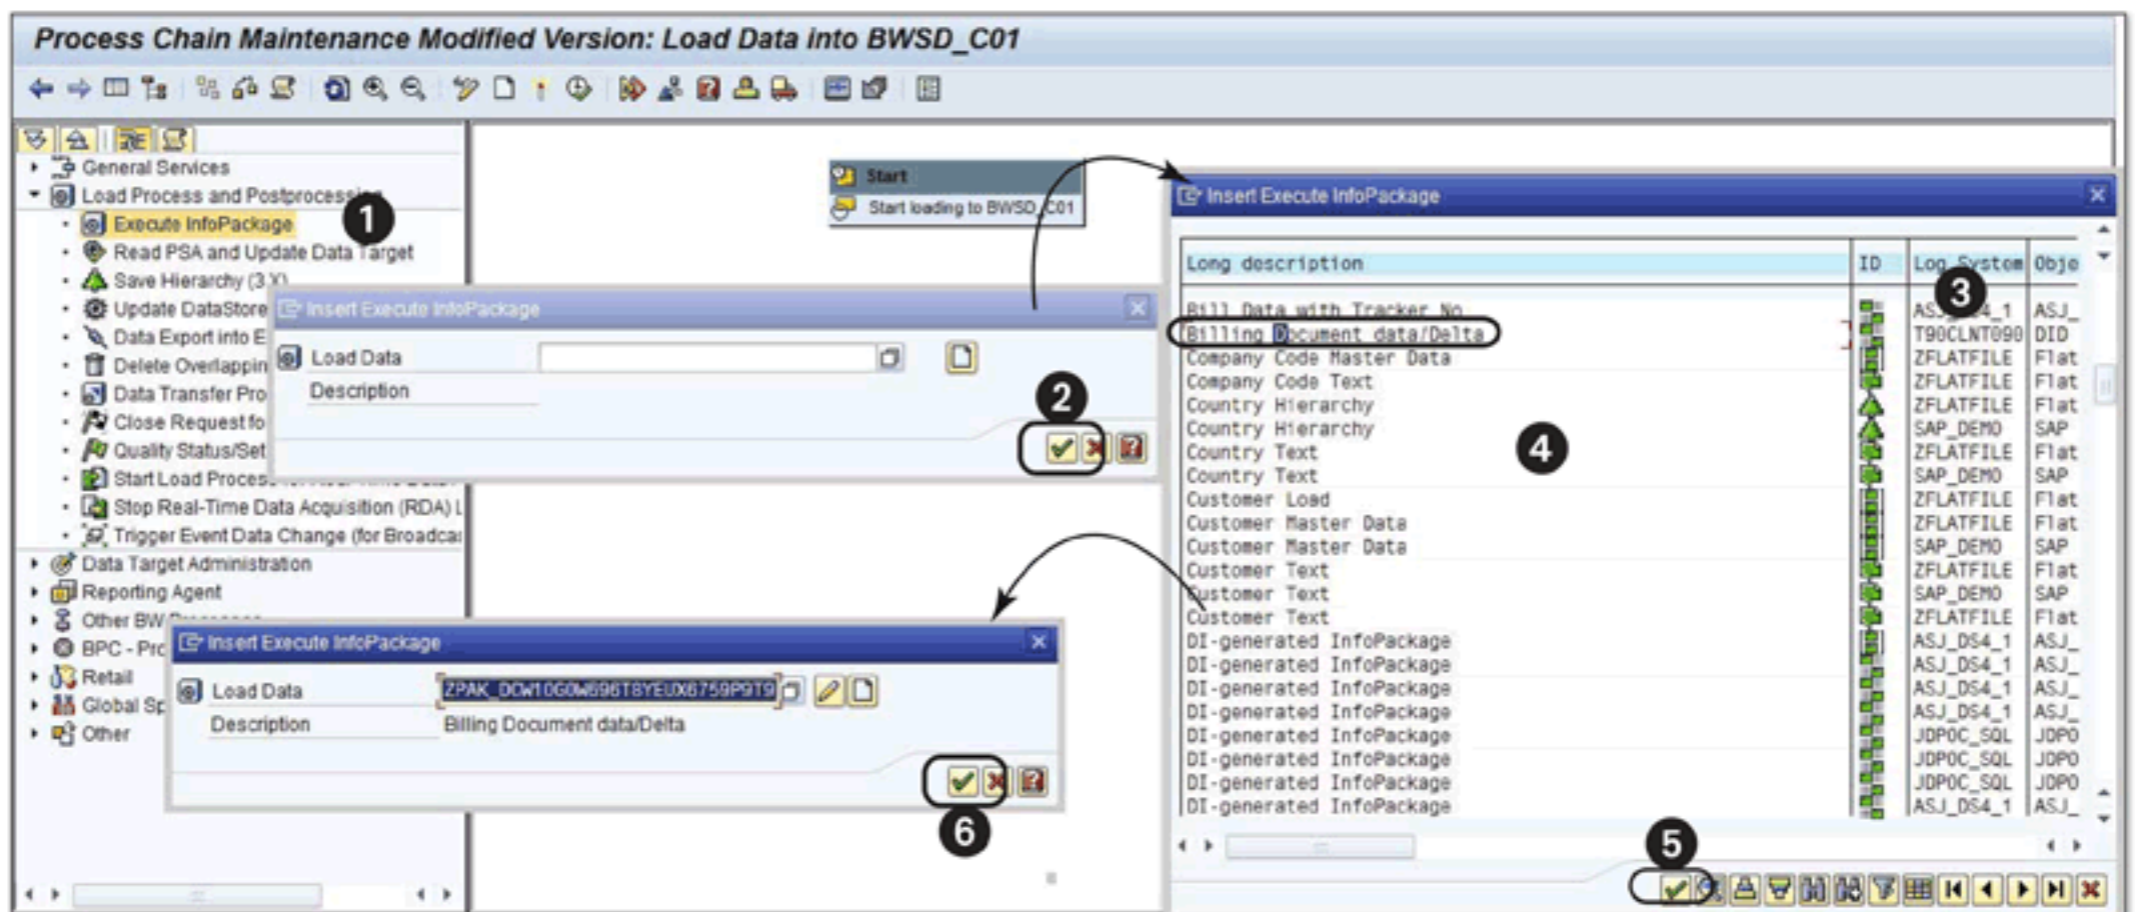 Process Chain Maintenance Modified Version: Load Data into BWSD_C01
General Services
Load Process and Postprocessing
1
Execute InfoPackage
Read PSA and Update Data Target
Save Hierarchy (3.X)
Update DataStore
Data Export into E
Delete Overlappin
Data Transfer Pro
Close Request fo
Quality Status/Set
Start Load Process
Stop Real-Time Data Acquisition (RDA) L
Trigger Event Data Change (for Broadcas
Data Target Administration
Reporting Agent
Other BW
BPC - Pro
Retail
Global Sp
Other
Start
Start loading to BWSD_C01
Insert Execute InfoPackage
Load Data
Description
2
Insert Execute InfoPackage
Load Data ZPAK_DCW10G0W696T8YEUX6759P9T9
Description Billing Document data/Delta
6
Insert Execute InfoPackage
Long description ID Log System Obje
3
Bill Data with Tracker No ASJ_DS4_1 ASJ_
Billing Document data/Delta T90CLNT090 DID
Company Code Master Data ZFLATFILE Flat
Company Code Text ZFLATFILE Flat
Country Hierarchy ZFLATFILE Flat
Country Hierarchy SAP_DEMO SAP
4
Country Text ZFLATFILE Flat
Country Text SAP_DEMO SAP
Customer Load ZFLATFILE Flat
Customer Master Data ZFLATFILE Flat
Customer Master Data SAP_DEMO SAP
Customer Text ZFLATFILE Flat
Customer Text SAP_DEMO SAP
Customer Text ZFLATFILE Flat
DI-generated InfoPackage ASJ_DS4_1 ASJ_
DI-generated InfoPackage ASJ_DS4_1 ASJ_
DI-generated InfoPackage ASJ_DS4_1 ASJ_
DI-generated InfoPackage ASJ_DS4_1 ASJ_
DI-generated InfoPackage JDPOC_SQL JDPO
DI-generated InfoPackage JDPOC_SQL JDPO
DI-generated InfoPackage JDPOC_SQL JDPO
DI-generated InfoPackage ASJ_DS4_1 ASJ_
5